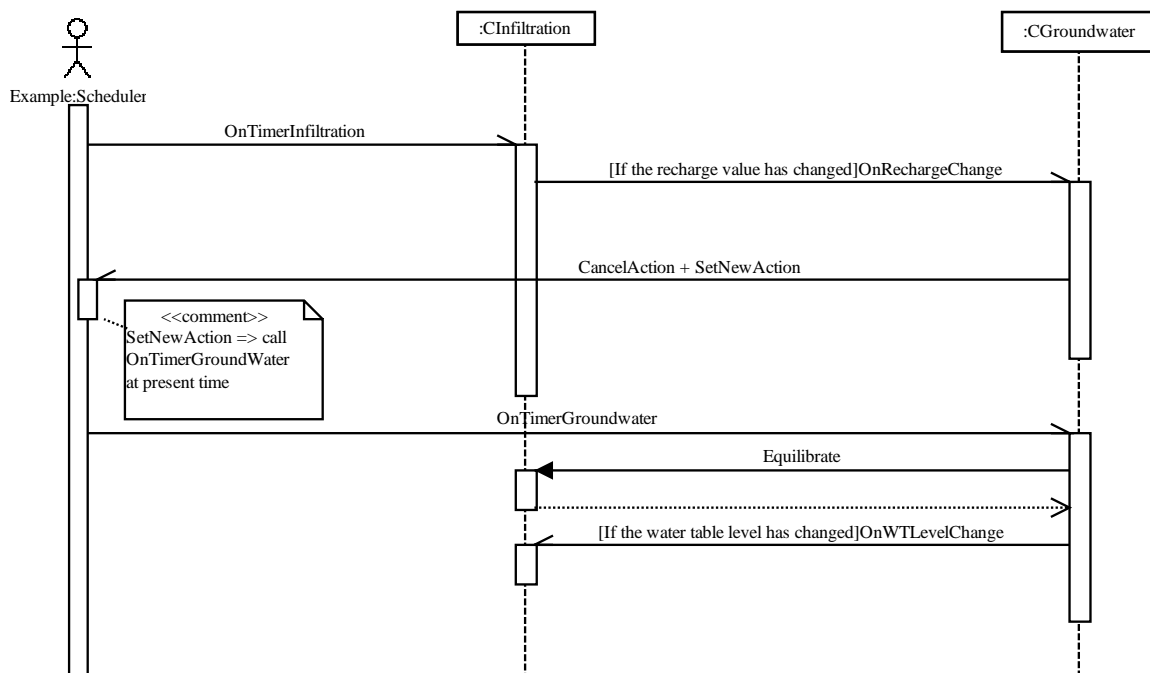 :CInfiltration
:CGroundwater
Example:Scheduler
OnTimerInfiltration
[If the recharge value has changed]OnRechargeChange
CancelAction + SetNewAction
<<comment>>
SetNewAction => call
OnTimerGroundWater
at present time
OnTimerGroundwater
Equilibrate
[If the water table level has changed]OnWTLevelChange